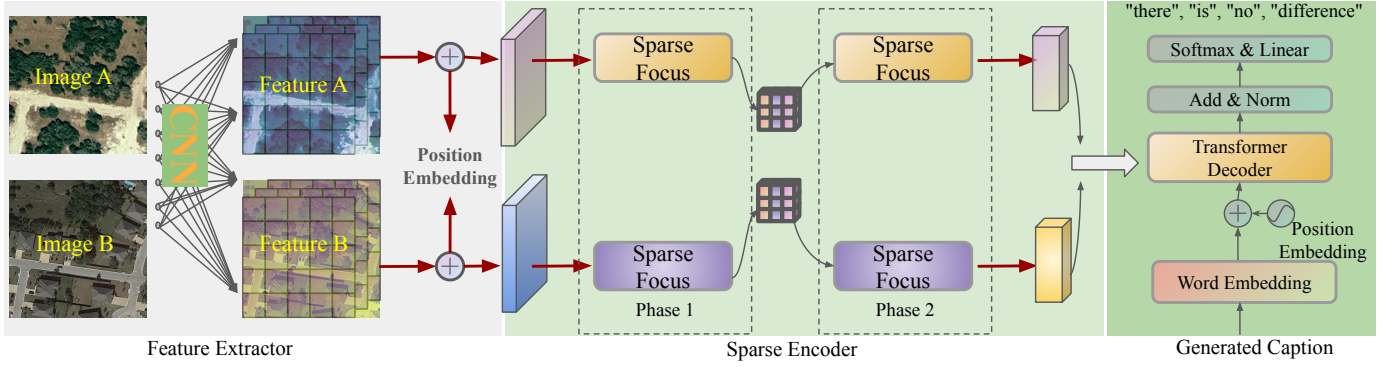 Image A
CNN
Image B
Feature A
Feature B
Position
Embedding
Feature Extractor
Sparse
Focus
Sparse
Focus
Sparse
Focus
Sparse
Focus
Phase 1
Phase 2
Sparse Encoder
"there", "is", "no", "difference"
Softmax & Linear
Add & Norm
Transformer
Decoder
Position
Embedding
Word Embedding
Generated Caption